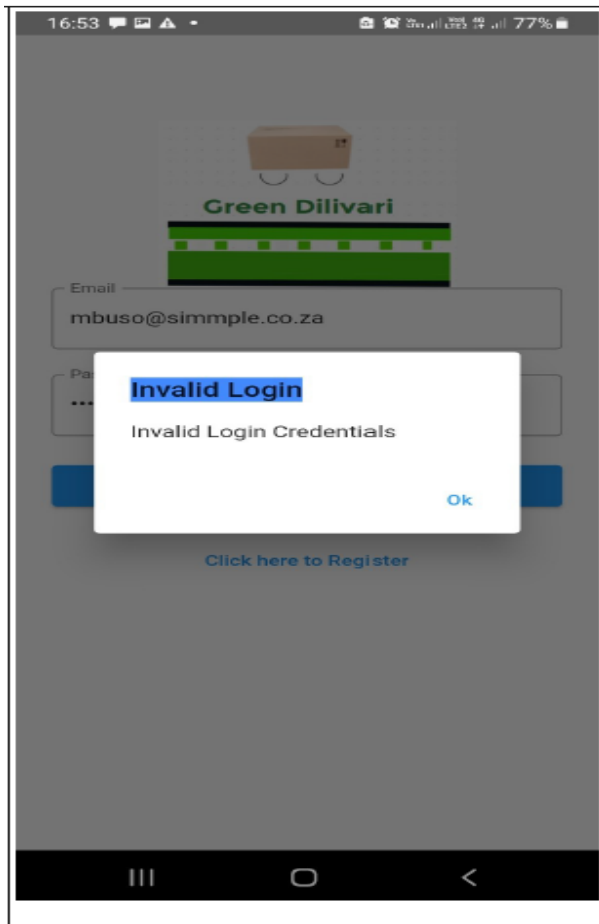 16:53 77%
Green Dilivari
Email
mbuso@simmple.co.za
Pa
Invalid Login
Invalid Login Credentials
Ok
Click here to Register